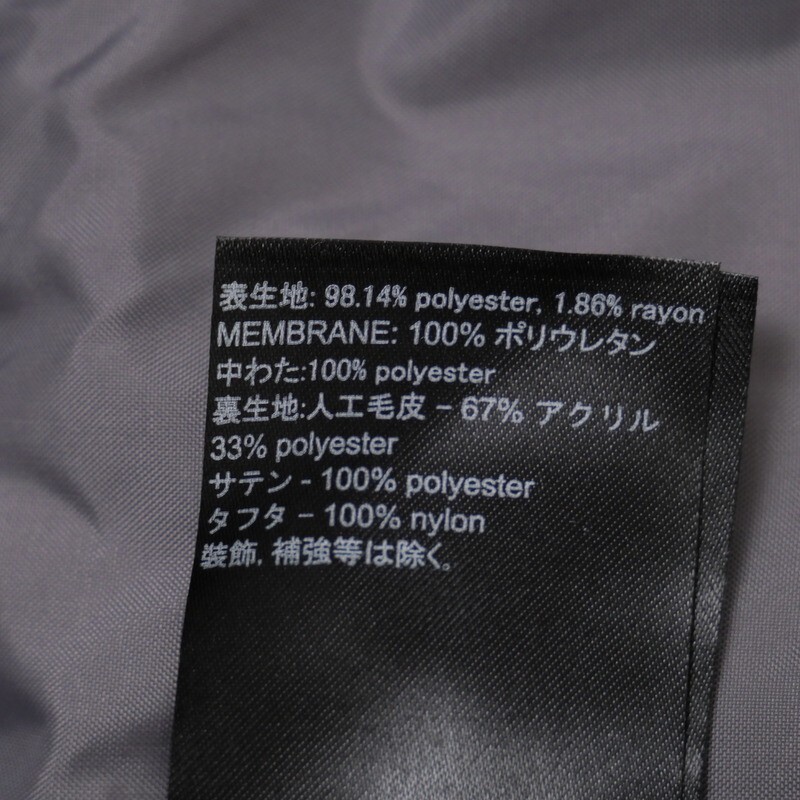 表生地: 98.14% polyester, 1.86% rayon
MEMBRANE: 100% ポリウレタン
中わた:100% polyester
裏生地:人工毛皮 – 67% アクリル
33% polyester
サテン - 100% polyester
タフタ – 100% nylon
装飾, 補強等は除く。